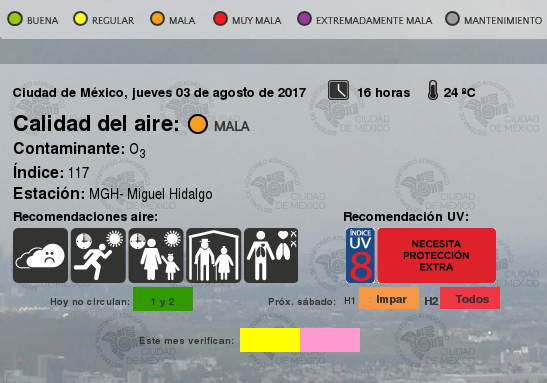 BUENA REGULAR MALA MUY MALA EXTREMADAMENTE MALA MANTENIMIENTO
Ciudad de México, jueves 03 de agosto de 2017 16 horas 24 ºC
Calidad del aire: MALA
Contaminante: O3
Índice: 117
Estación: MGH- Miguel Hidalgo
Recomendaciones aire: Recomendación UV:
ÍNDICE
UV
8
NECESITA
PROTECCIÓN
EXTRA
Hoy no circulan: 1 y 2 Próx. sábado: H1 Impar H2 Todos
Este mes verifican: